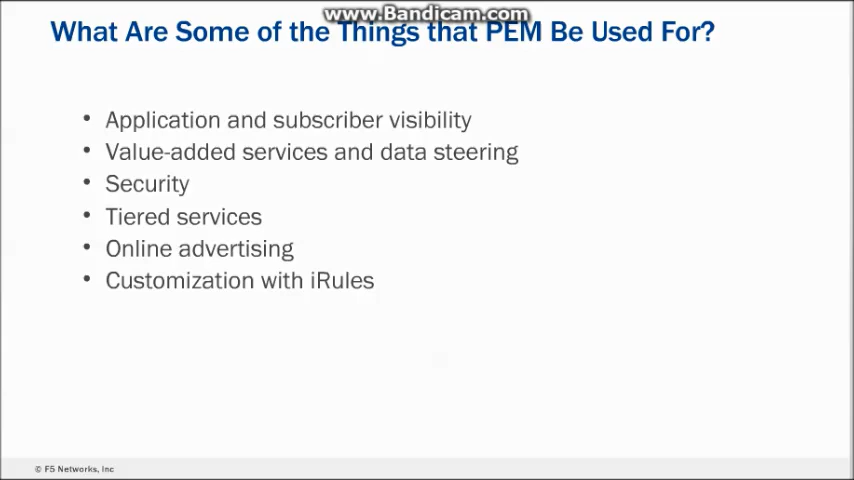 www.Bandicam.com
What Are Some of the Things that PEM Be Used For?
• Application and subscriber visibility
• Value-added services and data steering
• Security
• Tiered services
• Online advertising
• Customization with iRules
© F5 Networks, Inc